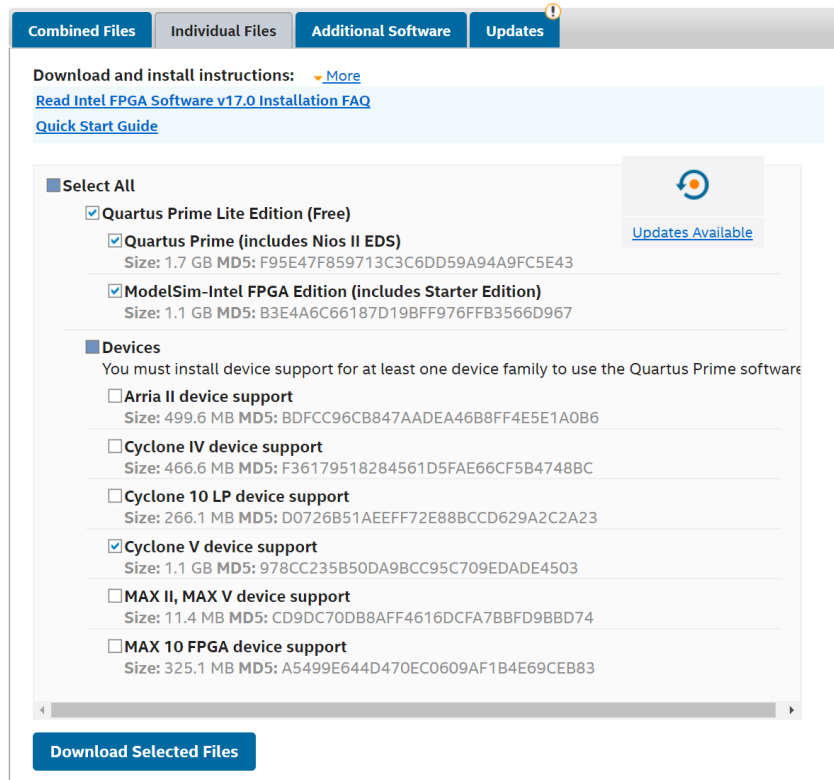 Combined Files
Individual Files
Additional Software
Updates
Download and install instructions: More
Read Intel FPGA Software v17.0 Installation FAQ
Quick Start Guide
Select All
Quartus Prime Lite Edition (Free)
Updates Available
Quartus Prime (includes Nios II EDS)
Size: 1.7 GB MD5: F95E47F859713C3C6DD59A94A9FC5E43
ModelSim-Intel FPGA Edition (includes Starter Edition)
Size: 1.1 GB MD5: B3E4A6C66187D19BFF976FFB3566D967
Devices
You must install device support for at least one device family to use the Quartus Prime software
Arria II device support
Size: 499.6 MB MD5: BDFCC96CB847AADEA46B8FF4E5E1A0B6
Cyclone IV device support
Size: 466.6 MB MD5: F36179518284561D5FAE66CF5B4748BC
Cyclone 10 LP device support
Size: 266.1 MB MD5: D0726B51AEEFF72E88BCCD629A2C2A23
Cyclone V device support
Size: 1.1 GB MD5: 978CC235B50DA9BCC95C709EDADE4503
MAX II, MAX V device support
Size: 11.4 MB MD5: CD9DC70DB8AFF4616DCFA7BBFD9BBD74
MAX 10 FPGA device support
Size: 325.1 MB MD5: A5499E644D470EC0609AF1B4E69CEB83
Download Selected Files